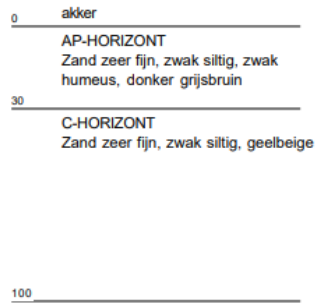 akker
0
AP-HORIZONT
Zand zeer fijn, zwak siltig, zwak
humeus, donker grijsbruin
30
C-HORIZONT
Zand zeer fijn, zwak siltig, geelbeige
100